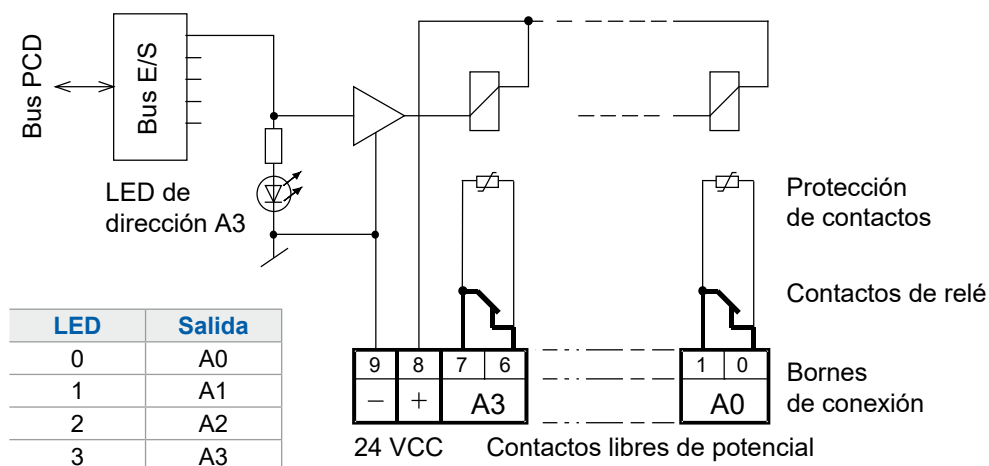 Bus PCD
Bus E/S
LED de
dirección A3
Protección
de contactos
Contactos de relé
LED Salida
0 A0
1 A1
2 A2
3 A3
9 8 7 6 1 0
– + A3 A0
Bornes
de conexión
24 VCC Contactos libres de potencial